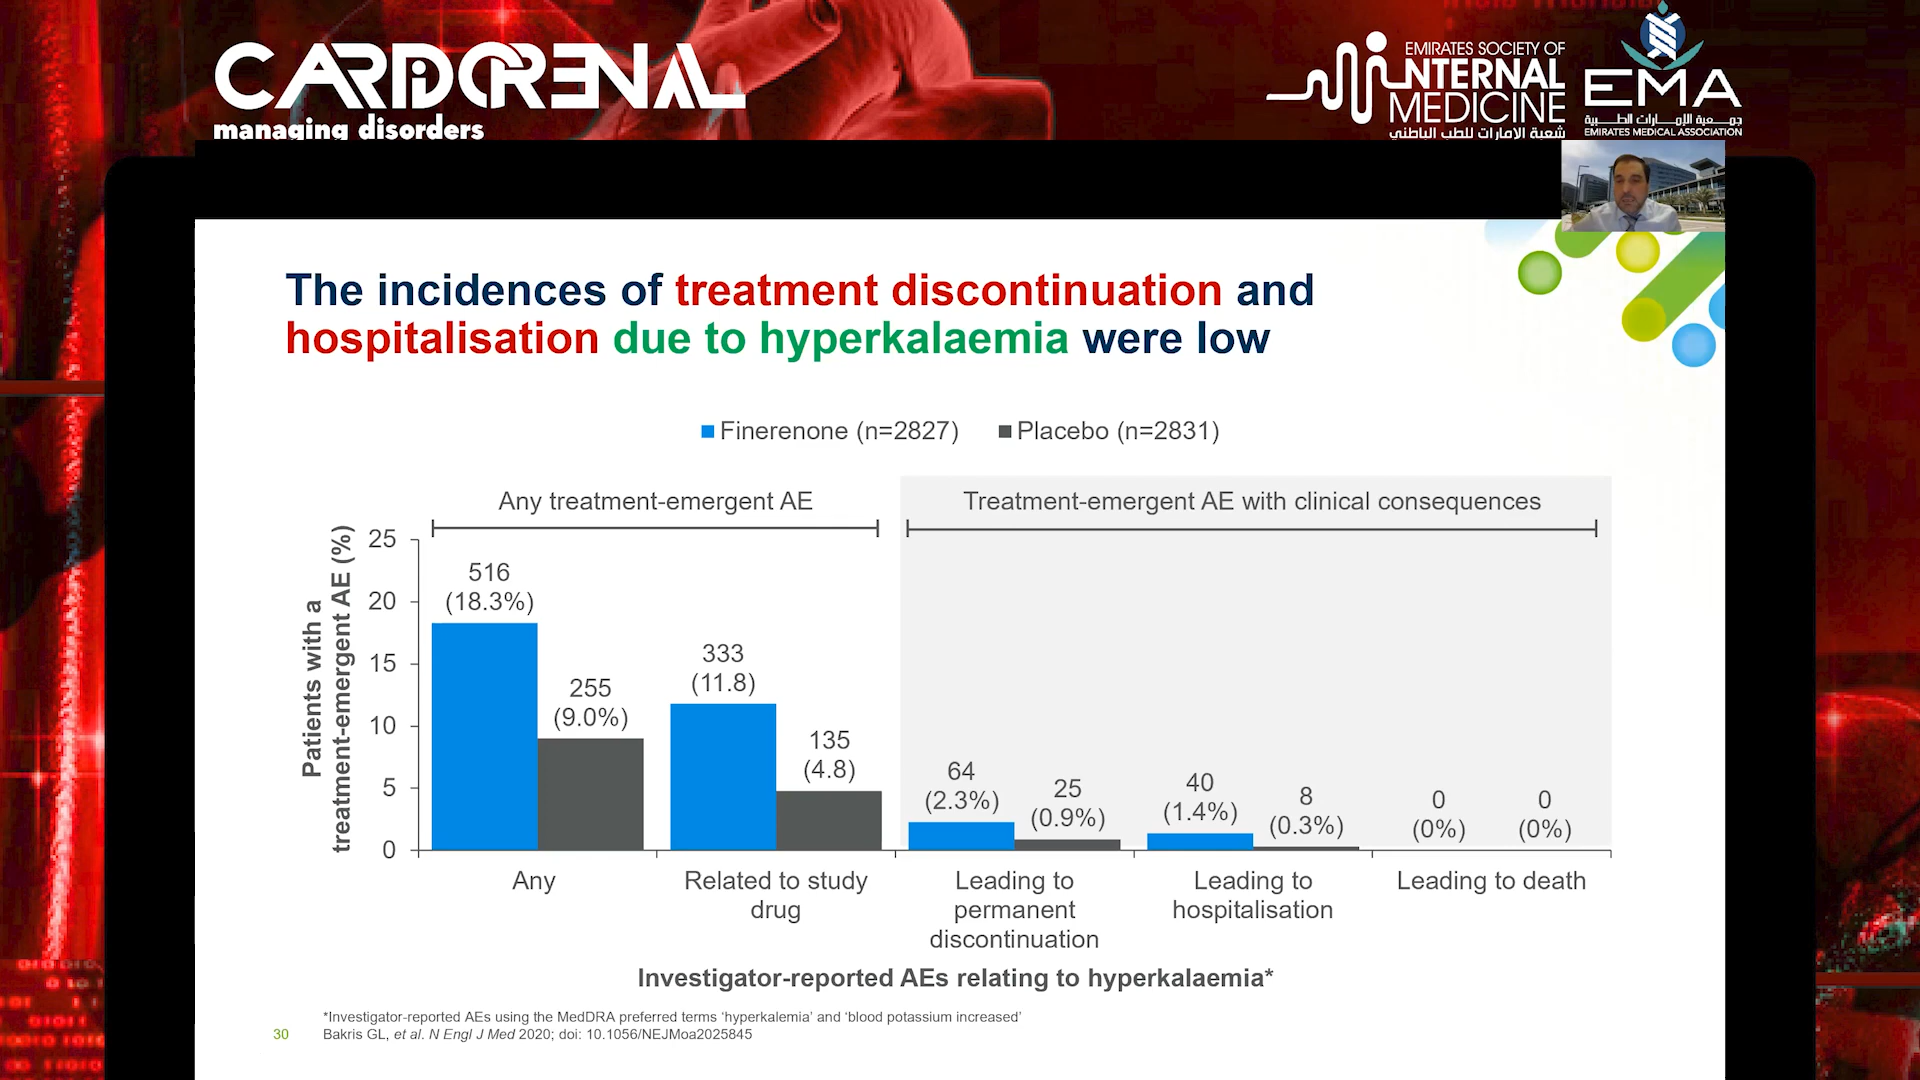 CARDIORENAL
managing disorders
EMIRATES SOCIETY OF
INTERNAL
MEDICINE
شعبة الامارات للطب الباطني
EMA
جمعية الإمارات الطبية
EMIRATES MEDICAL ASSOCIATION
The incidences of treatment discontinuation and
hospitalisation due to hyperkalaemia were low
Finerenone (n=2827) Placebo (n=2831)
Any treatment-emergent AE
Treatment-emergent AE with clinical consequences
Patients with a
treatment-emergent AE (%)
25
20
15
10
5
0
516
(18.3%)
255
(9.0%)
333
(11.8)
135
(4.8)
64
(2.3%)
25
(0.9%)
40
(1.4%)
8
(0.3%)
0
(0%)
0
(0%)
Any
Related to study
drug
Leading to
permanent
discontinuation
Leading to
hospitalisation
Leading to death
Investigator-reported AEs relating to hyperkalaemia*
*Investigator-reported AEs using the MedDRA preferred terms ‘hyperkalemia’ and ‘blood potassium increased’
30 Bakris GL, et al. N Engl J Med 2020; doi: 10.1056/NEJMoa2025845